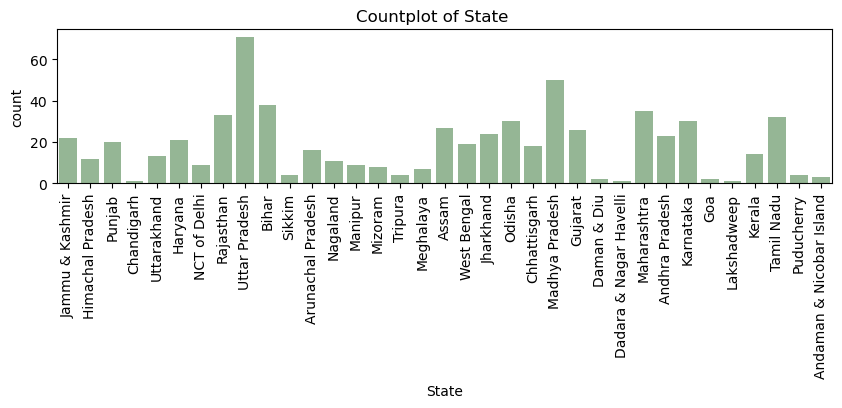 Countplot of State
count
60
40
20
0
Jammu & Kashmir
Himachal Pradesh
Punjab
Chandigarh
Uttarakhand
Haryana
NCT of Delhi
Rajasthan
Uttar Pradesh
Bihar
Sikkim
Arunachal Pradesh
Nagaland
Manipur
Mizoram
Tripura
Meghalaya
Assam
West Bengal
Jharkhand
Odisha
Chhattisgarh
Madhya Pradesh
Gujarat
Daman & Diu
Dadara & Nagar Havelli
Maharashtra
Andhra Pradesh
Karnataka
Goa
Lakshadweep
Kerala
Tamil Nadu
Puducherry
Andaman & Nicobar Island
State